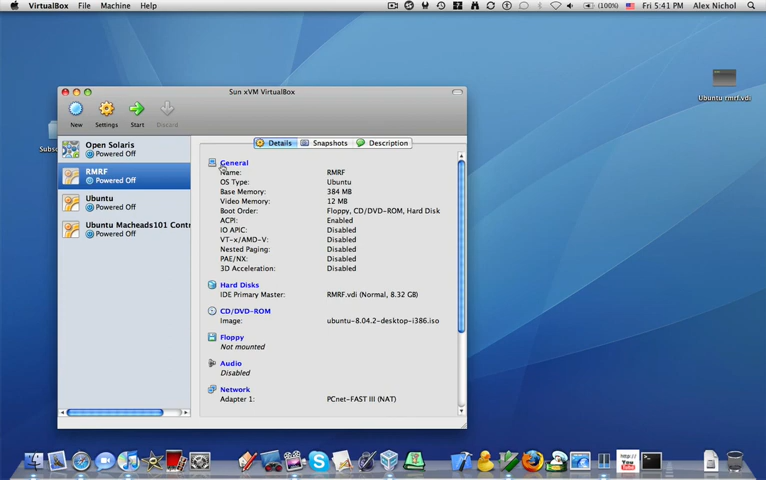 VirtualBox File Machine Help (100%) Fri 5:41 PM Alex Nichol
Sun xVM VirtualBox
New Settings Start Discard
Details Snapshots Description
Open Solaris
Powered Off
RMRF
Powered Off
Ubuntu
Powered Off
Ubuntu Macheads101 Contr
Powered Off
General
Name: RMRF
OS Type: Ubuntu
Base Memory: 384 MB
Video Memory: 12 MB
Boot Order: Floppy, CD/DVD-ROM, Hard Disk
ACPI: Enabled
IO APIC: Disabled
VT-x/AMD-V: Disabled
Nested Paging: Disabled
PAE/NX: Disabled
3D Acceleration: Disabled
Hard Disks
IDE Primary Master: RMRF.vdi (Normal, 8.32 GB)
CD/DVD-ROM
Image: ubuntu-8.04.2-desktop-i386.iso
Floppy
Not mounted
Audio
Disabled
Network
Adapter 1: PCnet-FAST III (NAT)
Ubuntu rmrf.vdi
Subs
http://
You
Tube